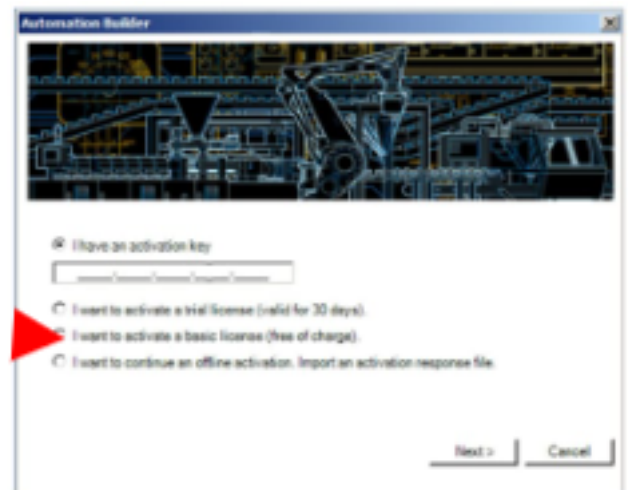 Automation Builder
I have an activation key
I want to activate a trial license (valid for 30 days).
I want to activate a basic license (free of charge).
I want to continue an offline activation. Import an activation response file.
Next >
Cancel